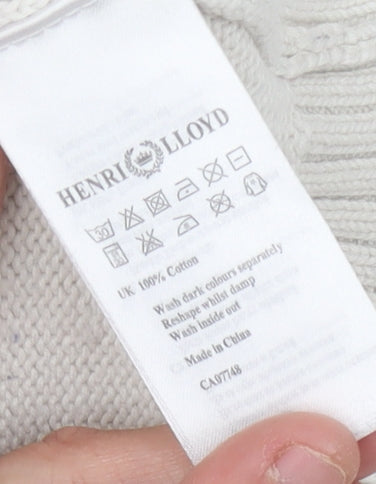 HENRI LLOYD
30
UK 100% Cotton
Wash dark colours separately
Reshape whilst damp
Wash inside out
Made in China
CA07748